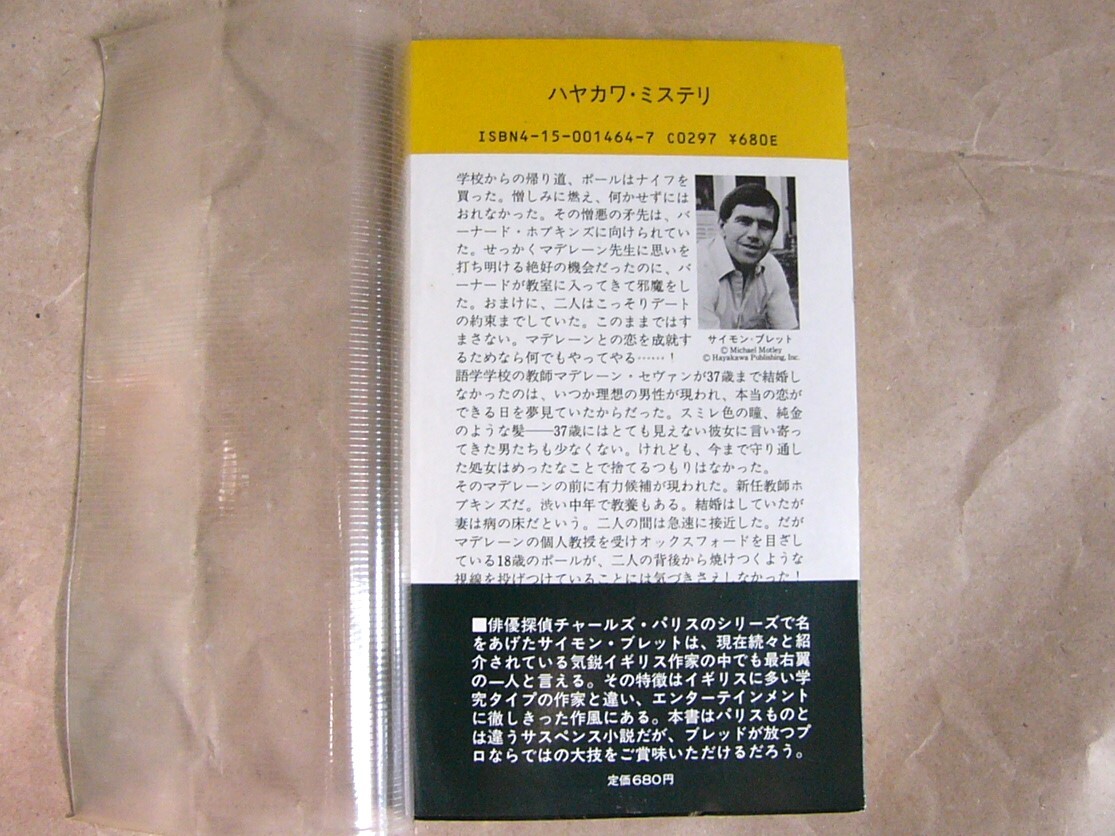 ハヤカワ・ミステリ
ISBN4-15-001464-7 C0297 ¥680E
学校からの帰り道、ポールはナイフを
買った。憎しみに燃え、何かせずには
おれなかった。その憎悪の矛先は、バ
ーナード・ホプキンズに向けられてい
た。せっかくマデレーン先生に思いを
打ち明ける絶好の機会だったのに、バ
ーナードが教室に入ってきて邪魔をし
た。おまけに、二人はこっそりデート
の約束までしていた。このままではす
まさない。マデレーンとの恋を成就す
るためなら何でもやってやる……！
サイモン・ブレット
© Michael Motley
© Hayakawa Publishing, Inc.
語学学校の教師マデレーン・セヴァンが37歳まで結婚し
なかったのは、いつか理想の男性が現われ、本当の恋が
できる日を夢見ていたからだった。スミレ色の瞳、純金
のような髪――37歳にはとても見えない彼女に言い寄っ
てきた男たちも少なくない。けれども、今まで守り通し
た処女はめったなことで捨てるつもりはなかった。
そのマデレーンの前に有力候補が現われた。新任教師ホ
プキンズだ。渋い中年で教養もある。結婚はしていたが
妻は病の床だという。二人の間は急速に接近した。だが
マデレーンの個人教授を受けオックスフォードを目ざし
ている18歳のポールが、二人の背後から焼けつくような
視線を投げつけていることには気づきさえしなかった！
■俳優探偵チャールズ・パリスのシリーズで名
をあげたサイモン・ブレットは、現在続々と紹
介されている気鋭イギリス作家の中でも最右翼
の一人と言える。その特徴はイギリスに多い学
究タイプの作家と違い、エンターテインメント
に徹しきった作風にある。本書はパリスものと
は違うサスペンス小説だが、ブレッドが放つプ
ロならではの大技をご賞味いただけるだろう。
定価680円